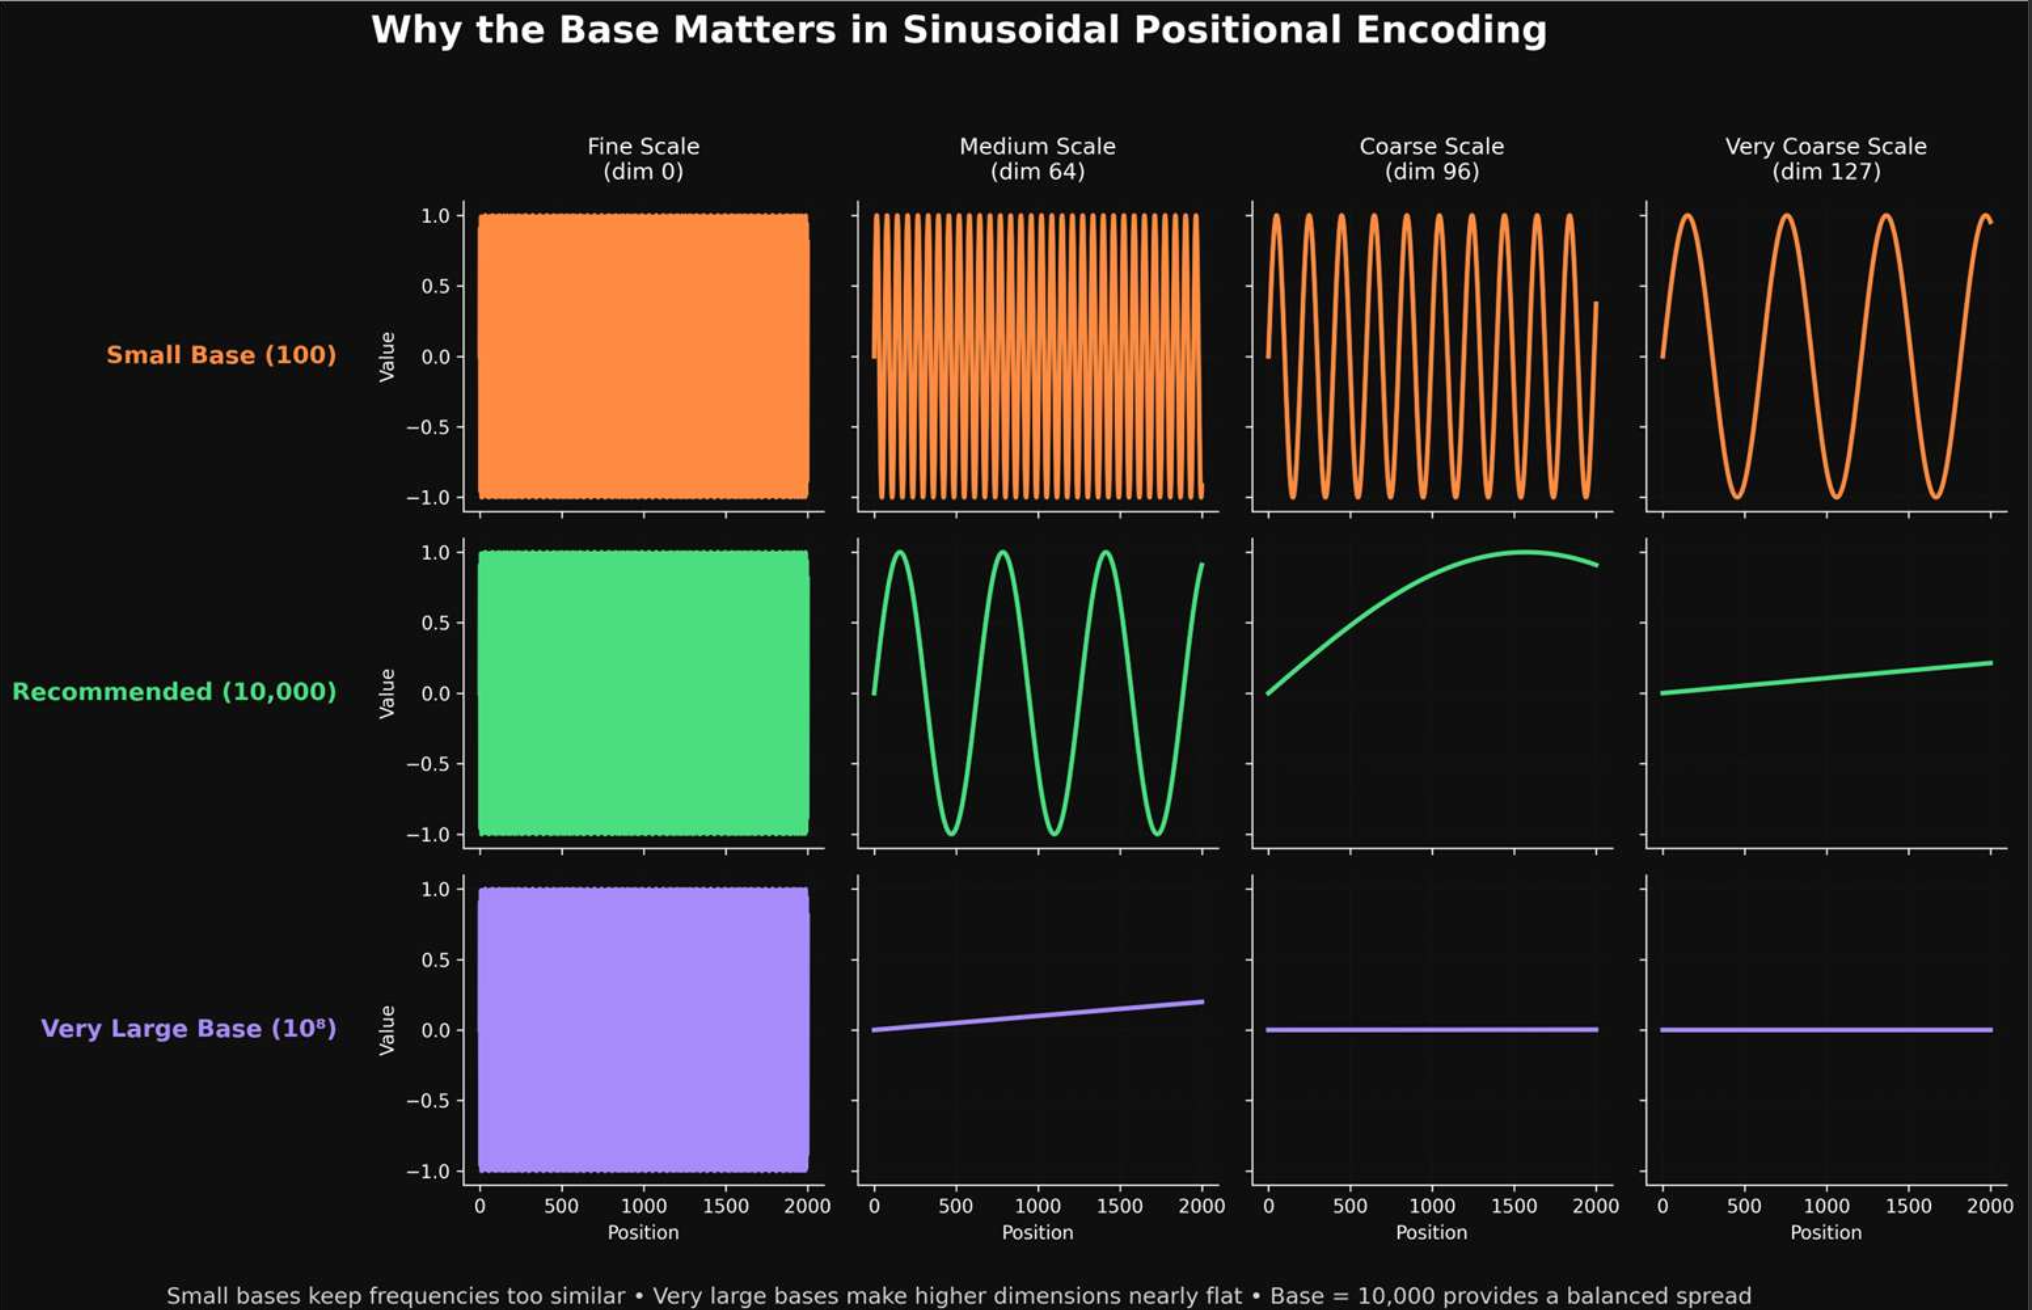 Why the Base Matters in Sinusoidal Positional Encoding
Fine Scale
(dim 0)
Medium Scale
(dim 64)
Coarse Scale
(dim 96)
Very Coarse Scale
(dim 127)
Small Base (100)
Value
1.0
0.5
0.0
−0.5
−1.0
Recommended (10,000)
Value
1.0
0.5
0.0
−0.5
−1.0
Very Large Base (10⁸)
Value
1.0
0.5
0.0
−0.5
−1.0
0 500 1000 1500 2000
Position
0 500 1000 1500 2000
Position
0 500 1000 1500 2000
Position
0 500 1000 1500 2000
Position
Small bases keep frequencies too similar • Very large bases make higher dimensions nearly flat • Base = 10,000 provides a balanced spread